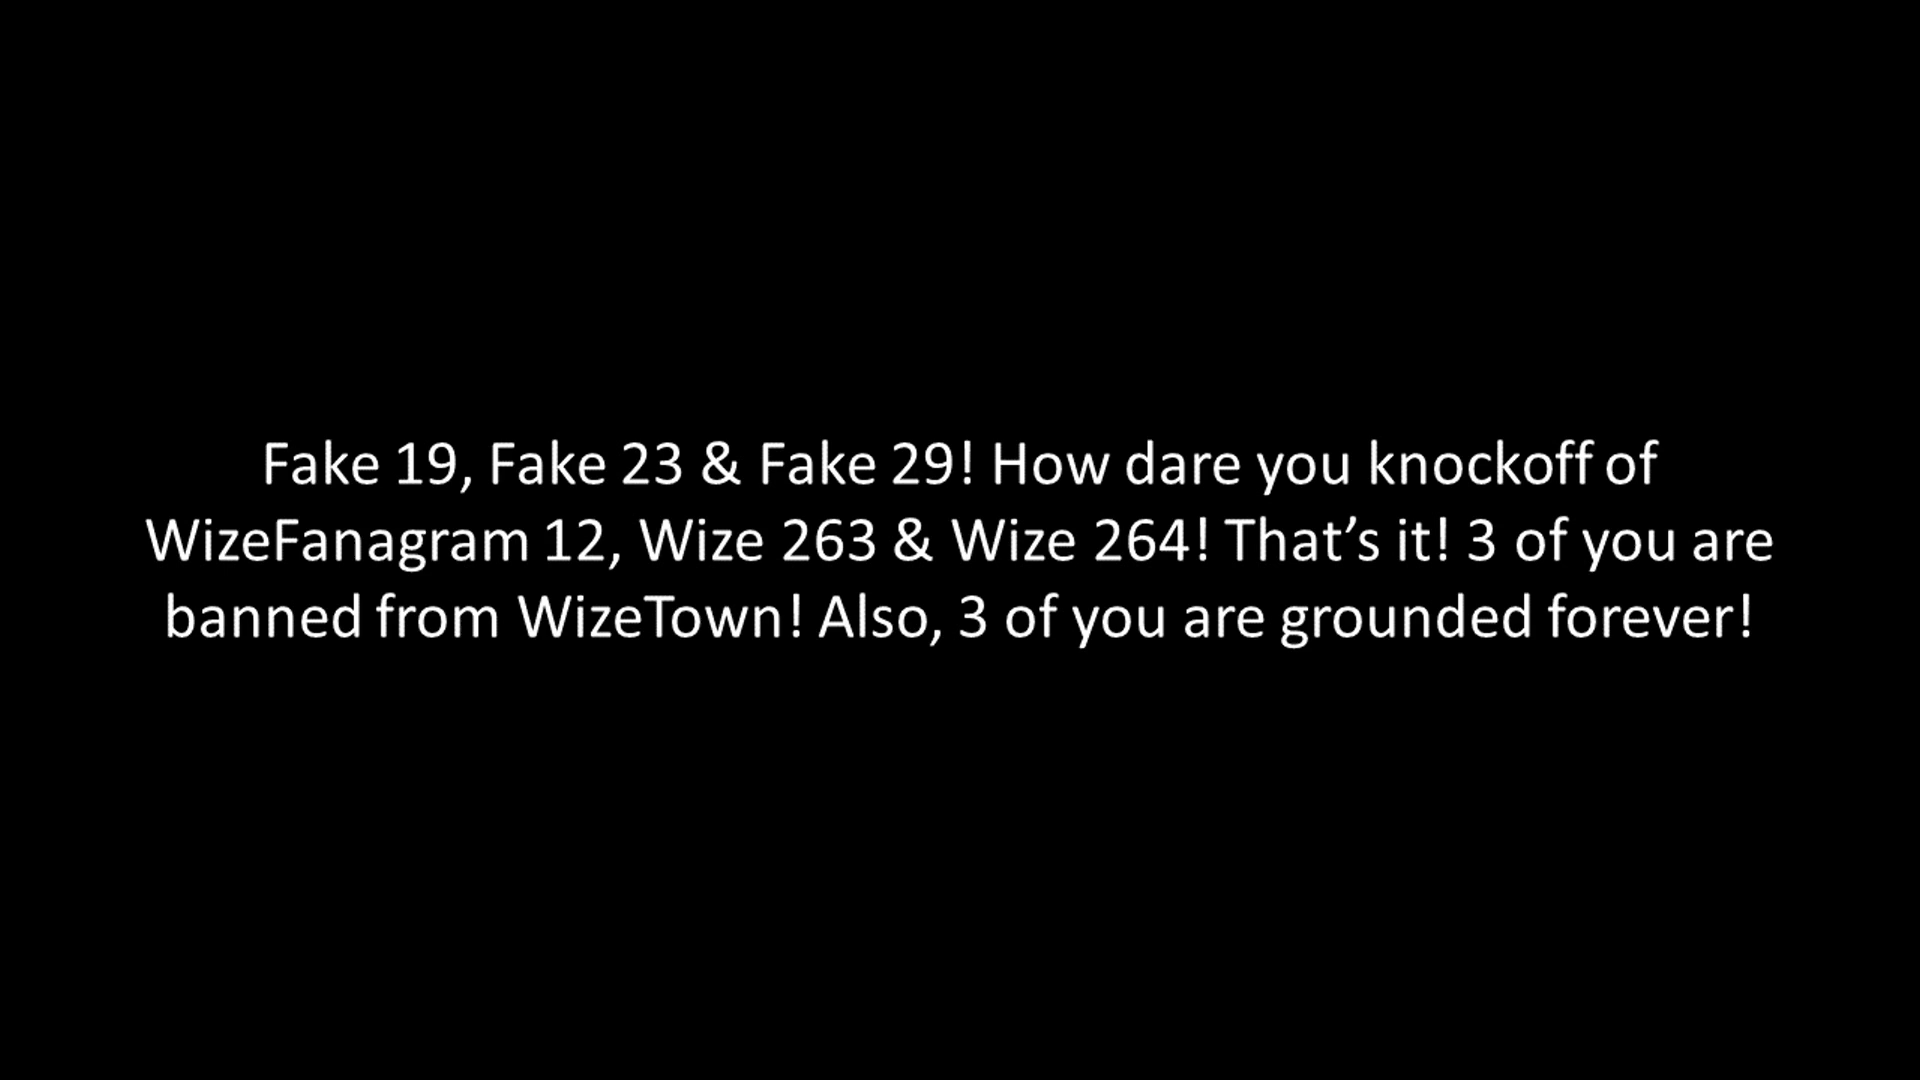 Fake 19, Fake 23 & Fake 29! How dare you knockoff of
WizeFanagram 12, Wize 263 & Wize 264! That’s it! 3 of you are
banned from WizeTown! Also, 3 of you are grounded forever!